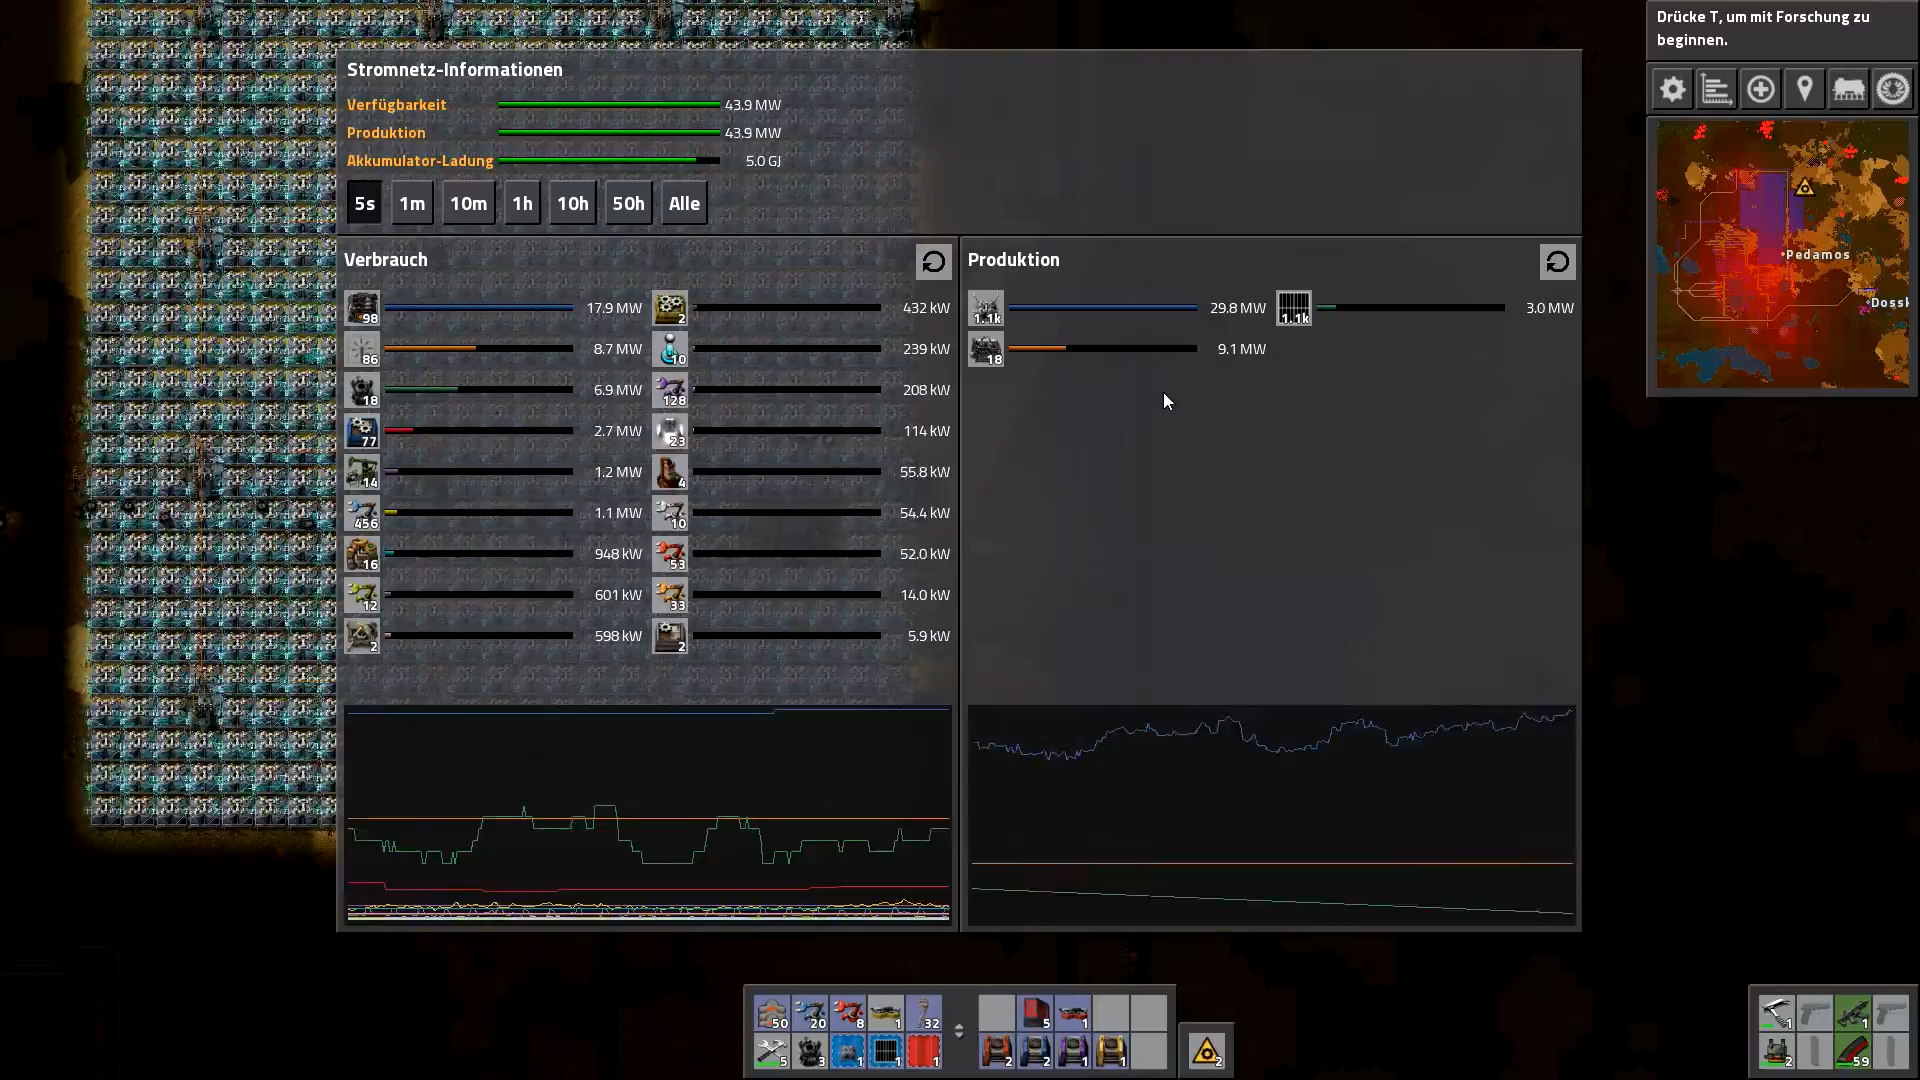 Drücke T, um mit Forschung zu
beginnen.
Stromnetz-Informationen
Verfügbarkeit 43.9 MW
Produktion 43.9 MW
Akkumulator-Ladung 5.0 GJ
5s 1m 10m 1h 10h 50h Alle
Verbrauch
98 17.9 MW 2 432 kW
86 8.7 MW 10 239 kW
18 6.9 MW 128 208 kW
77 2.7 MW 23 114 kW
14 1.2 MW 4 55.8 kW
456 1.1 MW 10 54.4 kW
16 948 kW 53 52.0 kW
12 601 kW 33 14.0 kW
2 598 kW 2 5.9 kW
Produktion
1.1k 29.8 MW 1.1k 3.0 MW
18 9.1 MW
Pedamos
50 20 8 1 32 5 1
5 3 1 1 1 2 2 1 1 2
1 1
2 59